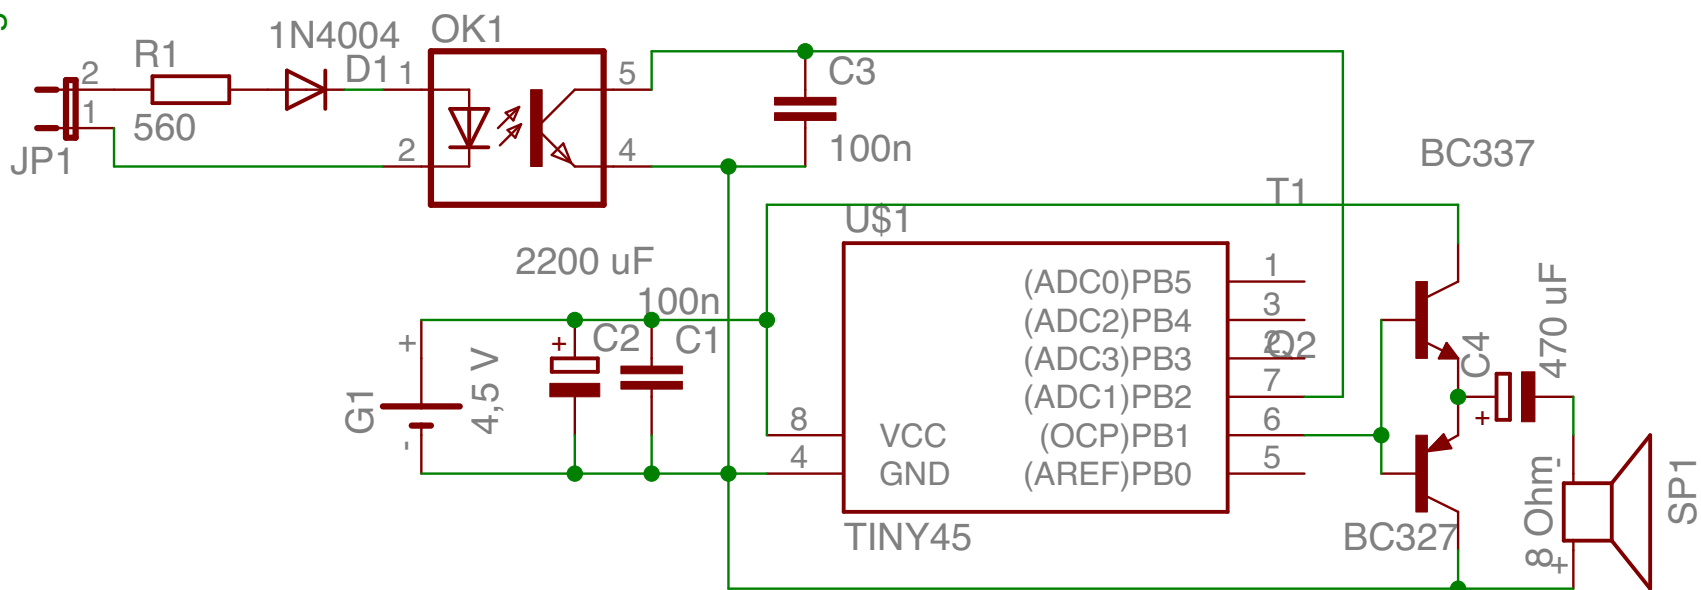 1N4004
OK1
R1
D1
1
5
C3
2
1
560
JP1
2
4
100n
BC337
T1
U$1
2200 uF
100n
(ADC0)PB5
1
(ADC2)PB4
3
+
+
C2
C1
(ADC3)PB3
2
Q2
C4
470 uF
G1
4,5 V
(ADC1)PB2
7
+
8
VCC
(OCP)PB1
6
-
4
GND
(AREF)PB0
5
-
8 Ohm
SP1
TINY45
BC327
+